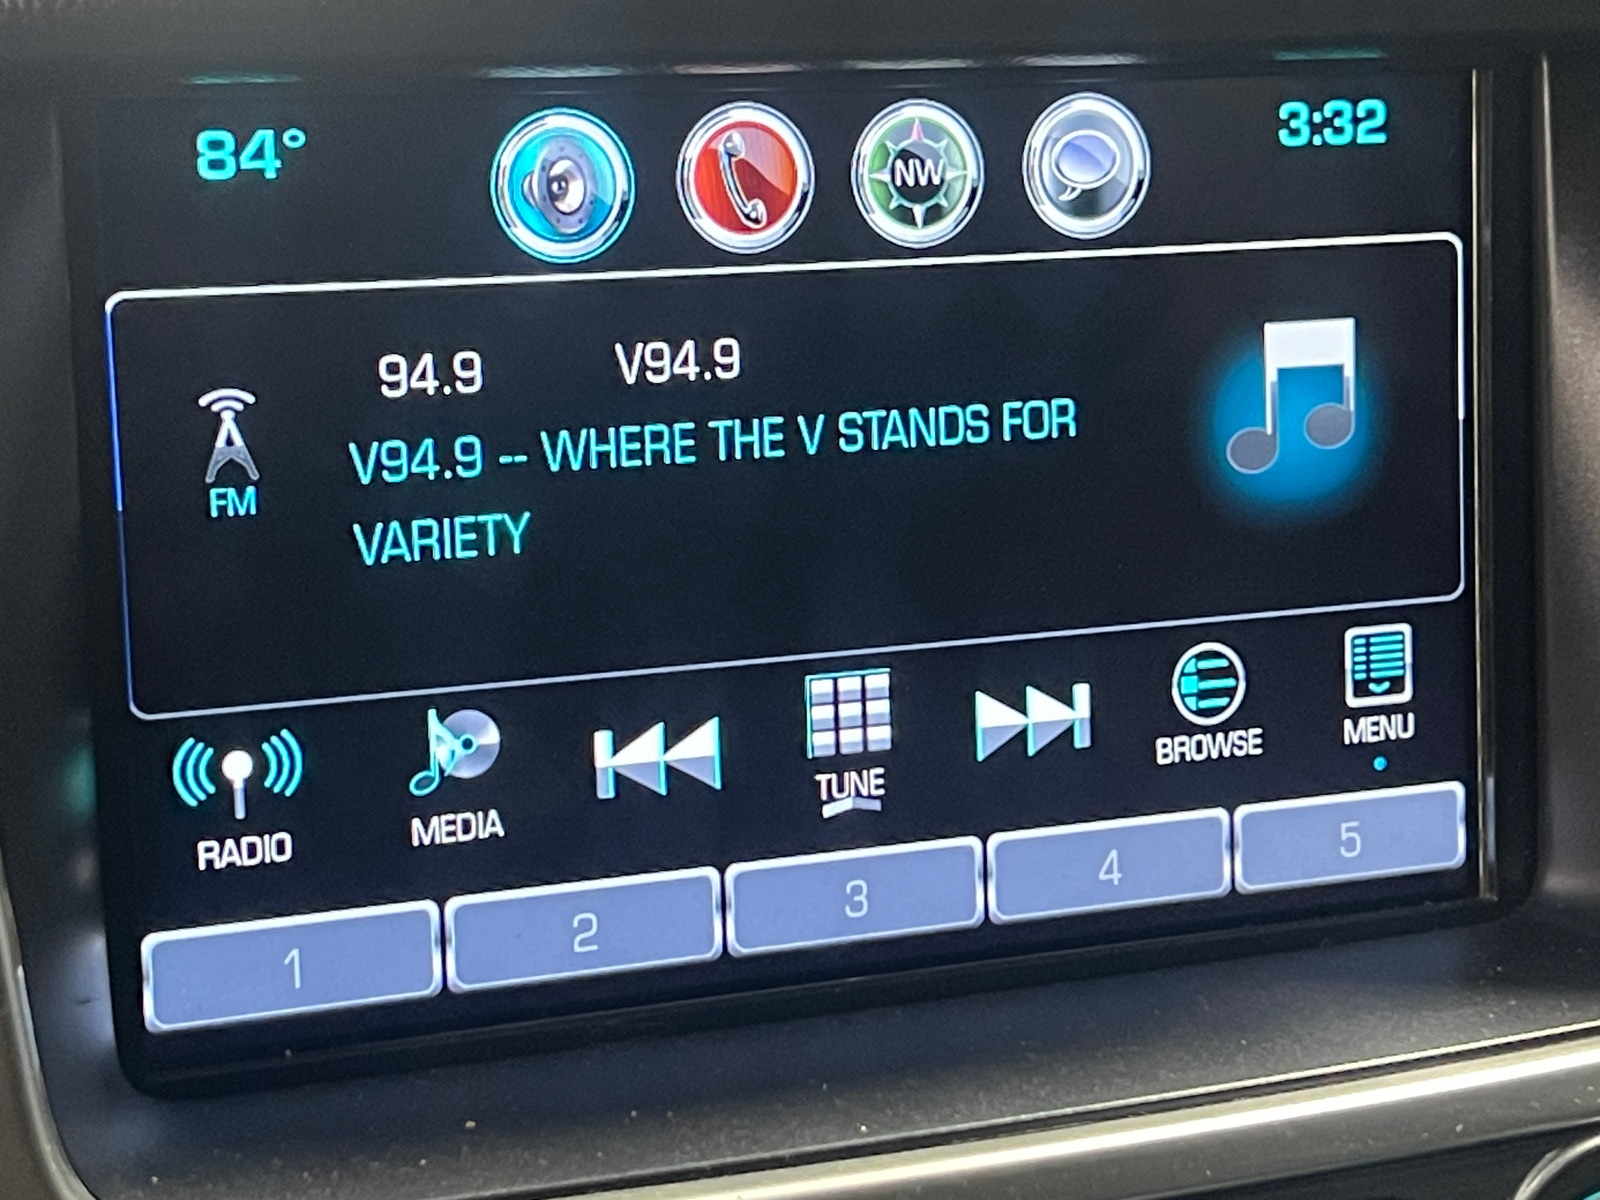 84° NW 3:32
94.9 V94.9
V94.9 -- WHERE THE V STANDS FOR
VARIETY
FM
RADIO MEDIA TUNE BROWSE MENU
1 2 3 4 5